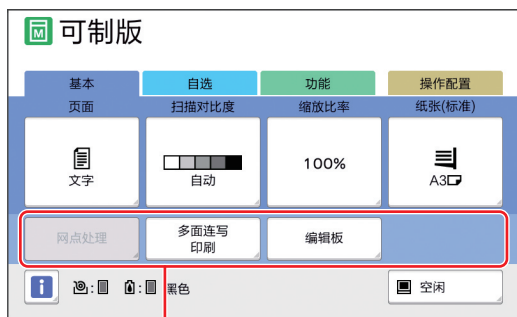 可制版
基本 自选 功能 操作配置
页面 扫描对比度 缩放比率 纸张(标准)
文字 自动 100% A3
网点处理 多面连写 编辑板
印刷
: : 黑色 空闲